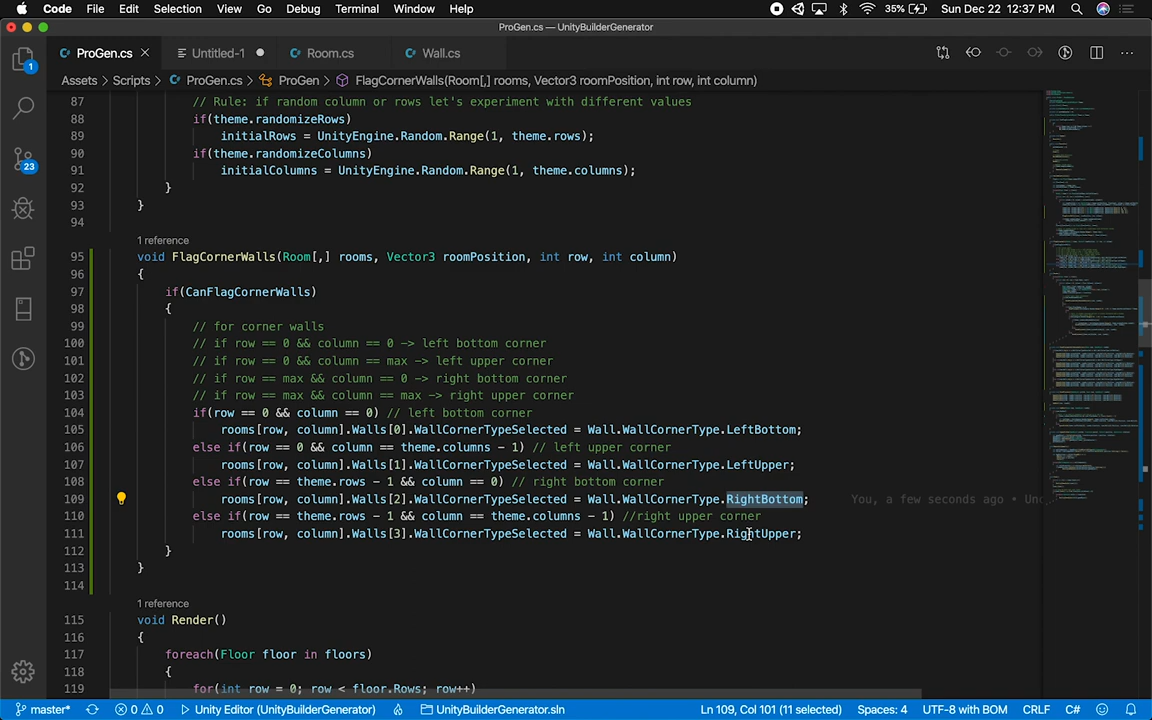 Code File Edit Selection View Go Debug Terminal Window Help 35% Sun Dec 22 12:37 PM
ProGen.cs — UnityBuilderGenerator
ProGen.cs Untitled-1 Room.cs Wall.cs
Assets > Scripts > ProGen.cs > ProGen > FlagCornerWalls(Room[,] rooms, Vector3 roomPosition, int row, int column)
1
23
87 // Rule: if random column or rows let's experiment with different values
88 if(theme.randomizeRows)
89 initialRows = UnityEngine.Random.Range(1, theme.rows);
90 if(theme.randomizeColumns)
91 initialColumns = UnityEngine.Random.Range(1, theme.columns);
92 }
93 }
94
1 reference
95 void FlagCornerWalls(Room[,] rooms, Vector3 roomPosition, int row, int column)
96 {
97 if(CanFlagCornerWalls)
98 {
99 // for corner walls
100 // if row == 0 && column == 0 -> left bottom corner
101 // if row == 0 && column == max -> left upper corner
102 // if row == max && column == 0 -> right bottom corner
103 // if row == max && column == max -> right upper corner
104 if(row == 0 && column == 0) // left bottom corner
105 rooms[row, column].Walls[0].WallCornerTypeSelected = Wall.WallCornerType.LeftBottom;
106 else if(row == 0 && column == theme.columns - 1) // left upper corner
107 rooms[row, column].Walls[1].WallCornerTypeSelected = Wall.WallCornerType.LeftUpper;
108 else if(row == theme.rows - 1 && column == 0) // right bottom corner
109 rooms[row, column].Walls[2].WallCornerTypeSelected = Wall.WallCornerType.RightBottom; You, a few seconds ago • Unc
110 else if(row == theme.rows - 1 && column == theme.columns - 1) //right upper corner
111 rooms[row, column].Walls[3].WallCornerTypeSelected = Wall.WallCornerType.RightUpper;
112 }
113 }
114
1 reference
115 void Render()
116 {
117 foreach(Floor floor in floors)
118 {
119 for(int row = 0; row < floor.Rows; row++)
master* 0 0 Unity Editor (UnityBuilderGenerator) UnityBuilderGenerator.sln Ln 109, Col 101 (11 selected) Spaces: 4 UTF-8 with BOM CRLF C#